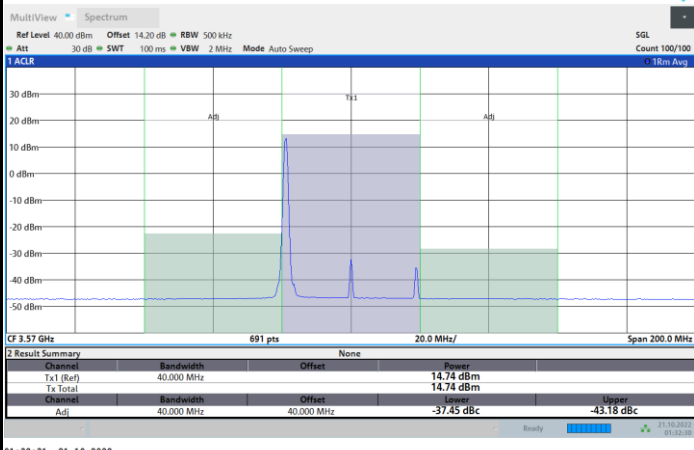 MultiView Spectrum
Ref Level 40.00 dBm Offset 14.20 dB RBW 500 kHz SGL
Att 30 dB SWT 100 ms VBW 2 MHz Mode Auto Sweep Count 100/100
1 ACLR 1Rm Avg
30 dBm
Tx1
20 dBm
Adj Adj
10 dBm
0 dBm
-10 dBm
-20 dBm
-30 dBm
-40 dBm
-50 dBm
CF 3.57 GHz 691 pts 20.0 MHz/ Span 200.0 MHz
2 Result Summary None
Channel Bandwidth Offset Power
Tx1 (Ref) 40.000 MHz 14.74 dBm
Tx Total 14.74 dBm
Channel Bandwidth Offset Lower Upper
Adj 40.000 MHz 40.000 MHz -37.45 dBc -43.18 dBc
Ready 21.10.2022
01:32:30